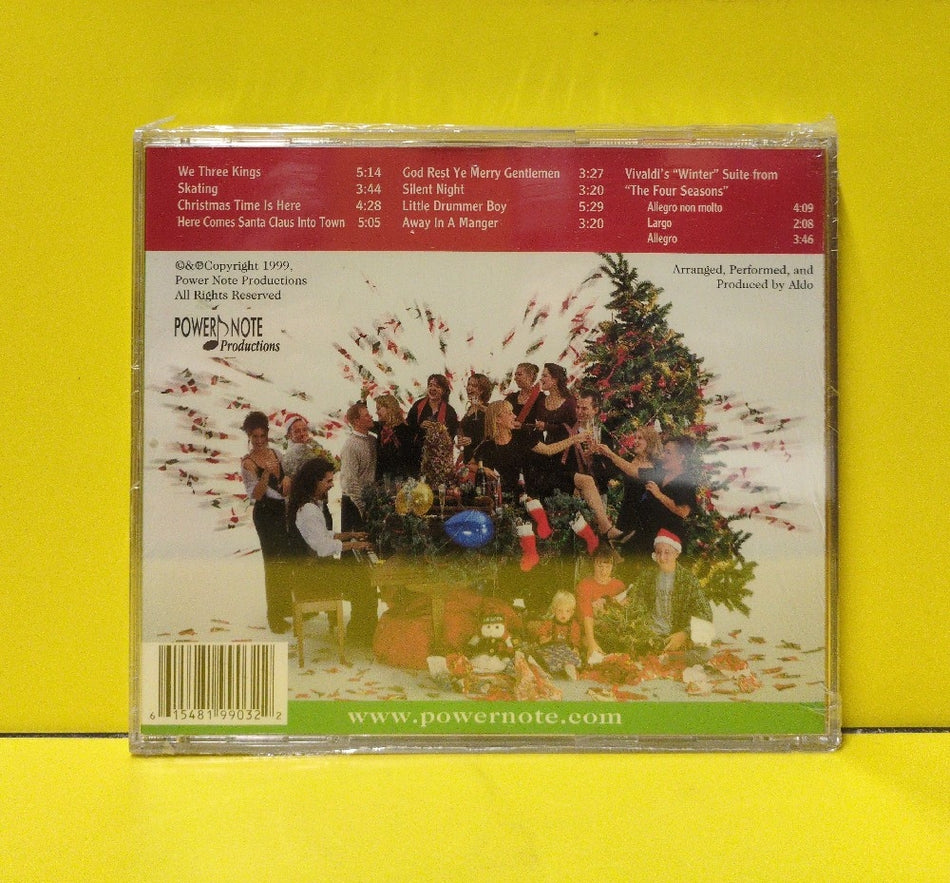 We Three Kings 5:14
Skating 3:44
Christmas Time Is Here 4:28
Here Comes Santa Claus Into Town 5:05
God Rest Ye Merry Gentlemen 3:27
Silent Night 3:20
Little Drummer Boy 5:29
Away In A Manger 3:20
Vivaldi's "Winter" Suite from
"The Four Seasons"
Allegro non molto 4:09
Largo 2:08
Allegro 3:46
©&℗Copyright 1999,
Power Note Productions
All Rights Reserved
POWER NOTE
Productions
Arranged, Performed, and
Produced by Aldo
6 15481 99032 2
www.powernote.com